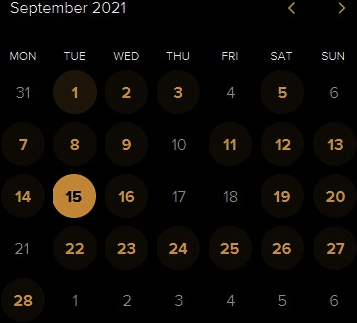 September 2021
MON TUE WED THU FRI SAT SUN
31 1 2 3 4 5 6
7 8 9 10 11 12 13
14 15 16 17 18 19 20
21 22 23 24 25 26 27
28 1 2 3 4 5 6